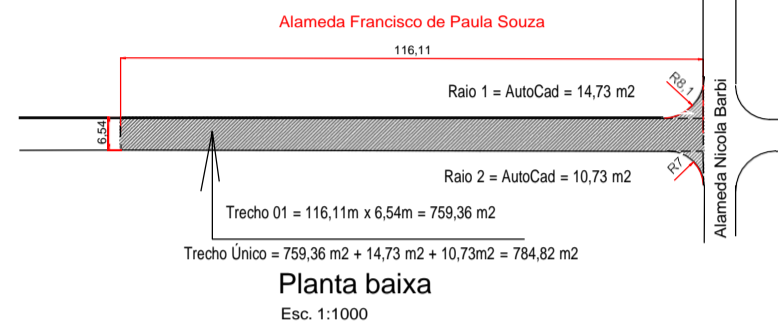 Alameda Francisco de Paula Souza
116,11
R8,1
Raio 1 = AutoCad = 14,73 m2
6,54
Alameda Nicola Barbi
R7
Raio 2 = AutoCad = 10,73 m2
Trecho 01 = 116,11m x 6,54m = 759,36 m2
Trecho Único = 759,36 m2 + 14,73 m2 + 10,73m2 = 784,82 m2
Planta baixa
Esc. 1:1000